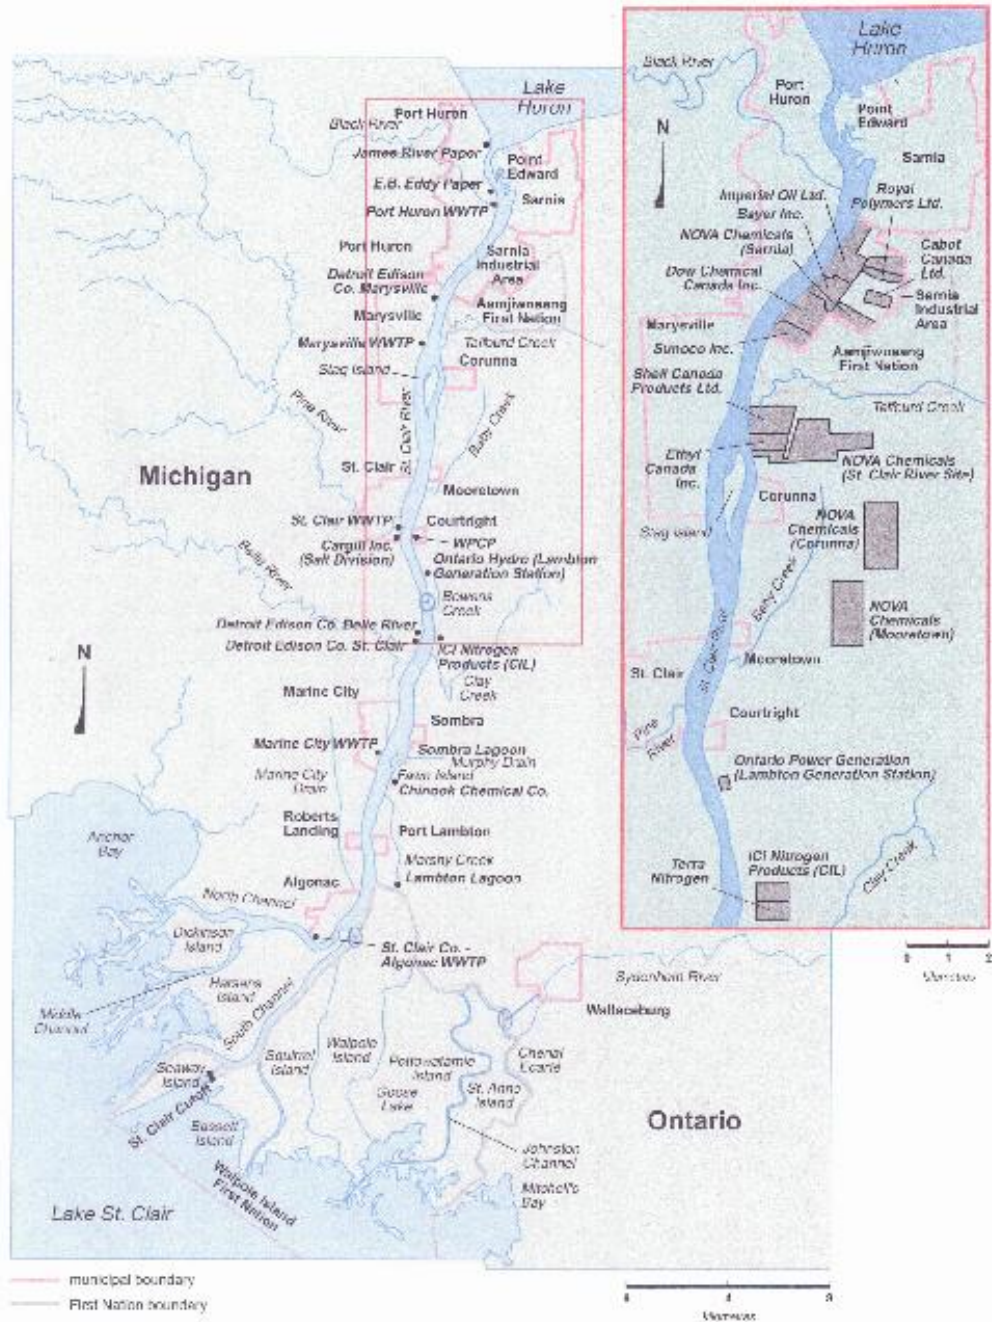 Lake
Huron
Port Huron
Black River
James River Paper
Point
Edward
E.B. Eddy Paper
Sarnia
Port Huron WWTP
Port Huron
Sarnia
Industrial
Area
Detroit Edison
Co. Marysville
Aamjiwnaang
First Nation
Marysville
Marysville WWTP
Talfourd Creek
Corunna
Stag Island
Pine River
St. Clair River
Baby Creek
Michigan
St. Clair
Mooretown
St. Clair WWTP
Courtright
Cargill Inc.
(Salt Division)
WPCP
Ontario Hydro (Lambton
Generation Station)
Bowens
Creek
Detroit Edison Co. Belle River
Detroit Edison Co. St. Clair
ICI Nitrogen
Products (CIL)
N
Clay
Creek
Marine City
Sombra
Marine City WWTP
Sombra Lagoon
Murphy Drain
Marine City
Drain
Fawn Island
Chinook Chemical Co.
Roberts
Landing
Port Lambton
Anchor
Bay
Marshy Creek
Algonac
Lambton Lagoon
North Channel
Dickinson
Island
St. Clair Co. -
Algonac WWTP
Harsens
Island
Middle
Channel
South Channel
Sydenham River
Wallaceburg
Seaway
Island
Squirrel
Island
Walpole
Island
Pottowatamie
Island
Chenal
Ecarte
St. Anne
Island
Goose
Lake
St. Clair Cutoff
Bassett
Island
Ontario
Johnston
Channel
Walpole Island
First Nation
Mitchell's
Bay
Lake St. Clair
municipal boundary
First Nation boundary
kilometres
Lake
Huron
Black River
Port
Huron
N
Point
Edward
Sarnia
Imperial Oil Ltd.
Royal
Polymers Ltd.
Bayer Inc.
NOVA Chemicals
(Sarnia)
Cabot
Canada
Ltd.
Dow Chemical
Canada Inc.
Sarnia
Industrial
Area
Marysville
Sunoco Inc.
Aamjiwnaang
First Nation
Shell Canada
Products Ltd.
Talfourd Creek
Ethyl
Canada
Inc.
NOVA Chemicals
(St. Clair River Site)
Corunna
Stag Island
NOVA
Chemicals
(Corunna)
Baby Creek
NOVA
Chemicals
(Mooretown)
St. Clair River
Mooretown
St. Clair
Courtright
Pine
River
Ontario Power Generation
(Lambton Generation Station)
Terra
Nitrogen
ICI Nitrogen
Products (CIL)
Clay Creek
0 1 2
kilometres